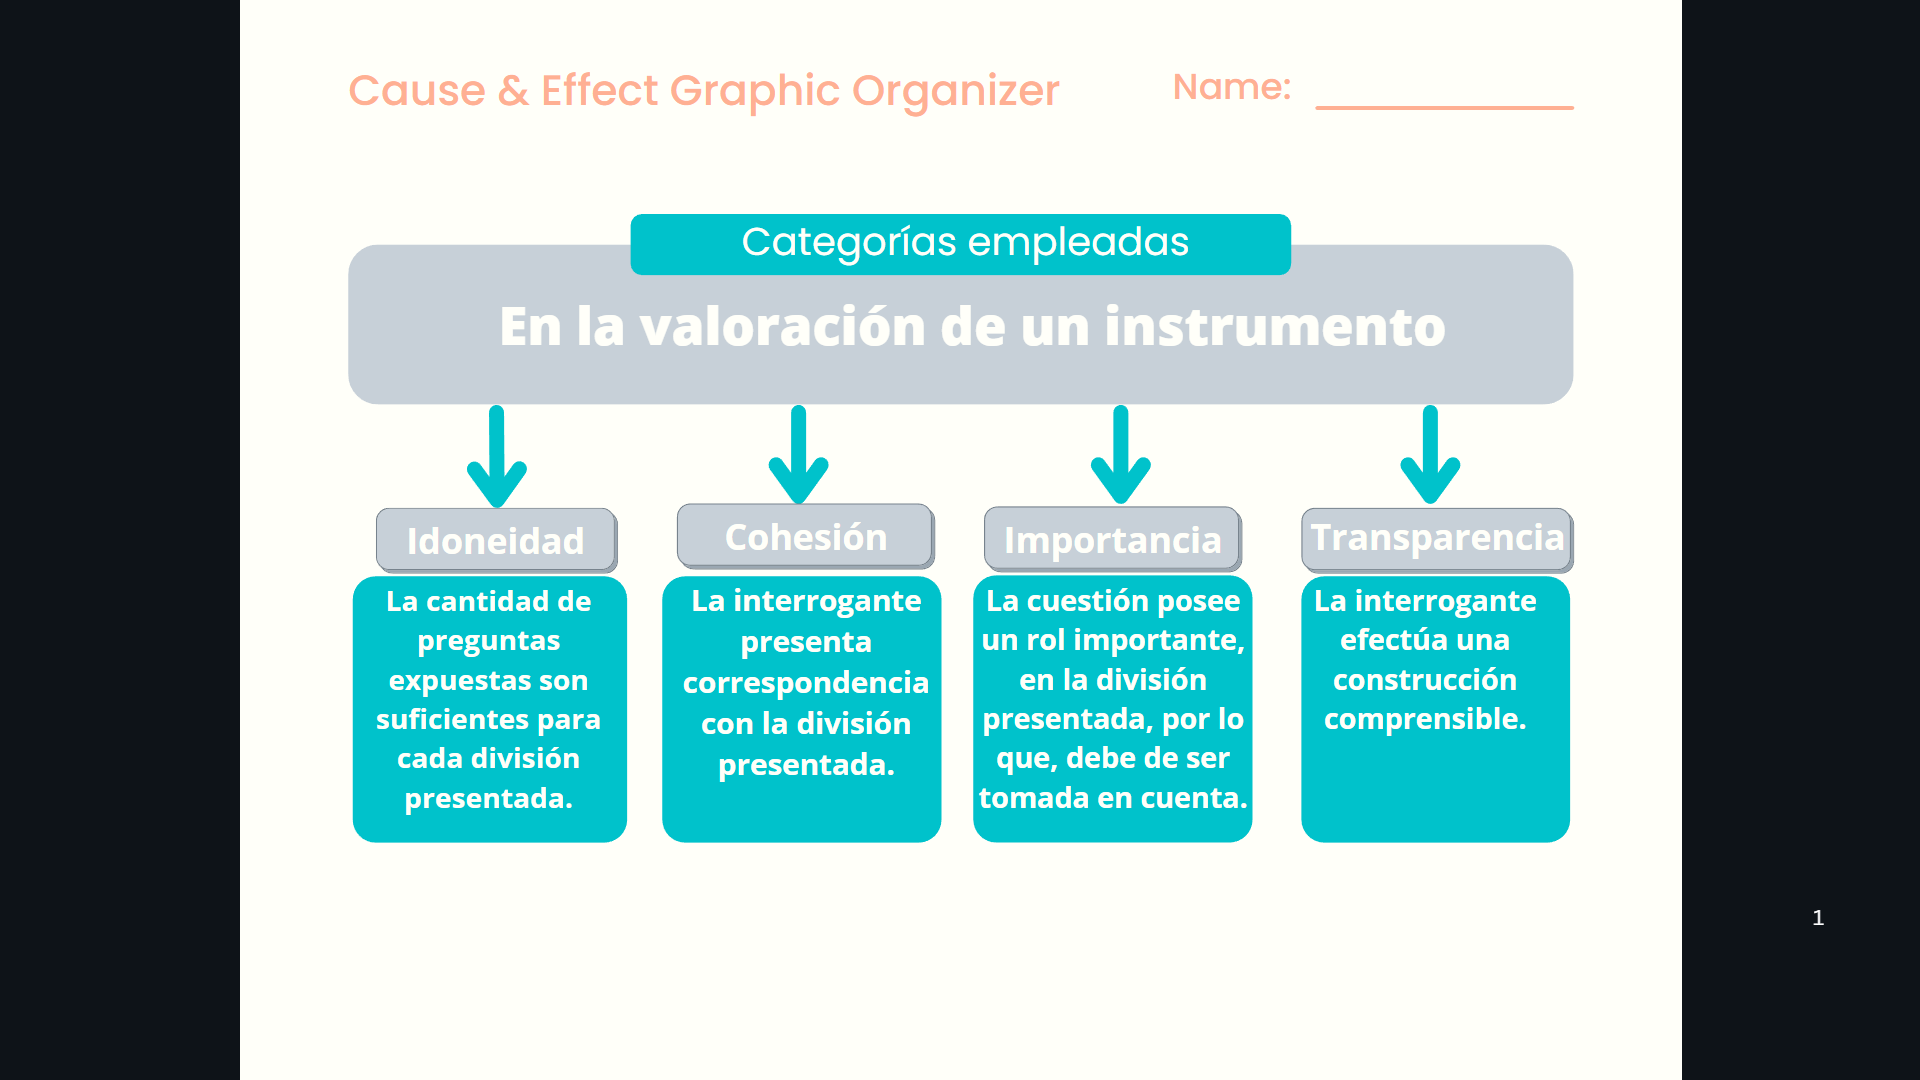 Cause & Effect Graphic Organizer
Name:
Categorías empleadas
En la valoración de un instrumento
Idoneidad
La cantidad de
preguntas
expuestas son
suficientes para
cada división
presentada.
Cohesión
La interrogante
presenta
correspondencia
con la división
presentada.
Importancia
La cuestión posee
un rol importante,
en la división
presentada, por lo
que, debe de ser
tomada en cuenta.
Transparencia
La interrogante
efectúa una
construcción
comprensible.
1